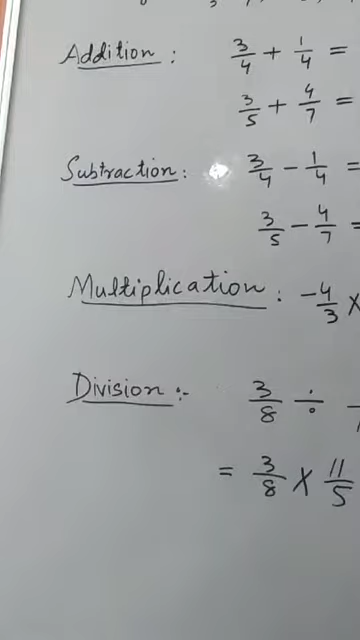 Addition : 3/4 + 1/4 =
3/5 + 4/7 =
Subtraction : 3/4 - 1/4 =
3/5 - 4/7 =
Multiplication : -4/3 ×
Division :- 3/8 ÷
= 3/8 × 11/5